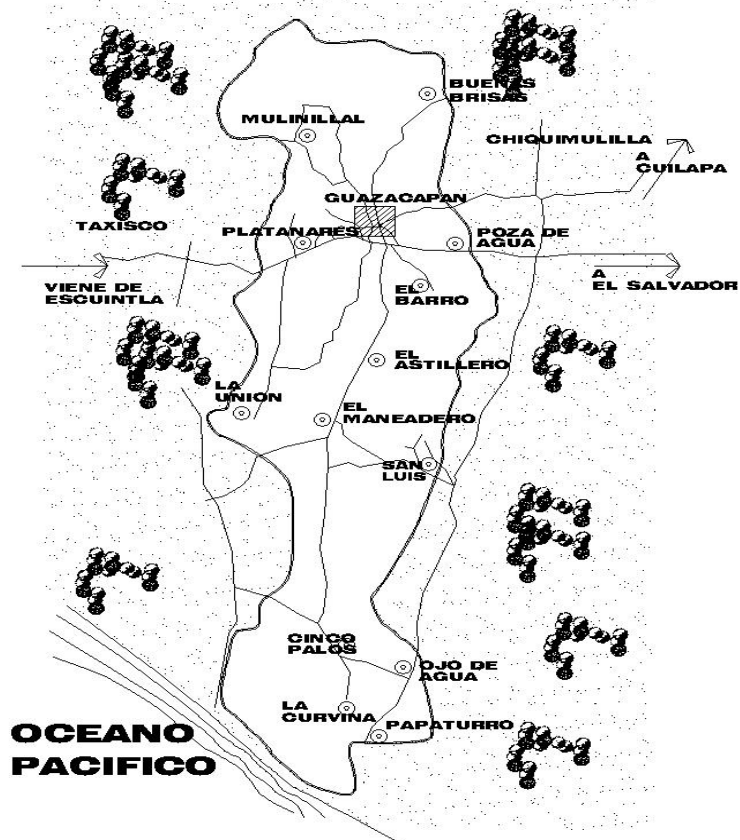 BUENAS
BRISAS
MULINILLAL
CHIQUIMULILLA
A
CUILAPA
GUAZACAPAN
TAXISCO
PLATANARES
POZA DE
AGUA
VIENE DE
ESCUINTLA
A
EL SALVADOR
EL
BARRO
EL
ASTILLERO
LA
UNION
EL
MANEADERO
SAN
LUIS
CINCO
PALOS
OJO DE
AGUA
LA
CURVINA
PAPATURRO
OCEANO
PACIFICO